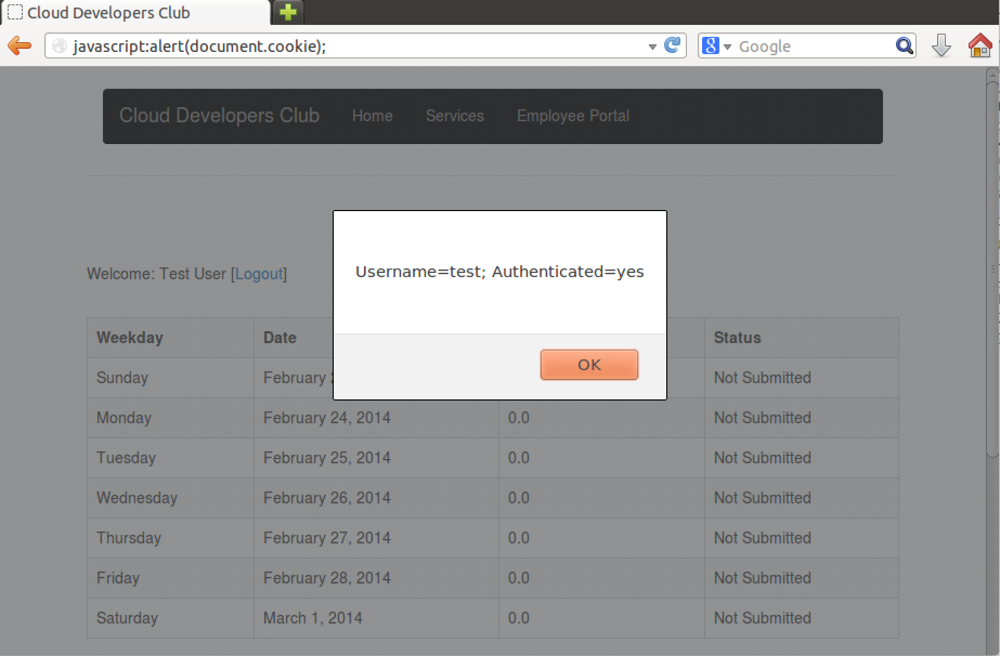 Cloud Developers Club
javascript:alert(document.cookie);
Google
Cloud Developers Club Home Services Employee Portal
Username=test; Authenticated=yes
Welcome: Test User [Logout]
OK
Weekday Date Status
Sunday February Not Submitted
Monday February 24, 2014 0.0 Not Submitted
Tuesday February 25, 2014 0.0 Not Submitted
Wednesday February 26, 2014 0.0 Not Submitted
Thursday February 27, 2014 0.0 Not Submitted
Friday February 28, 2014 0.0 Not Submitted
Saturday March 1, 2014 0.0 Not Submitted